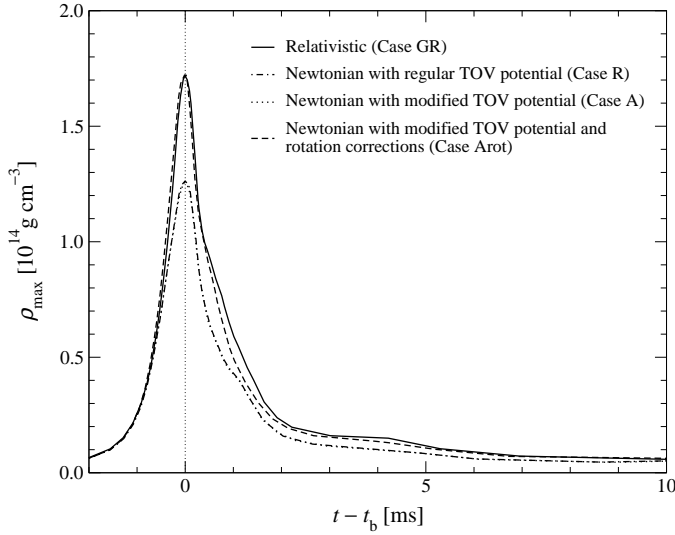 2.0
1.5
1.0
0.5
0.0
ρmax [10^14 g cm^−3]
Relativistic (Case GR)
Newtonian with regular TOV potential (Case R)
Newtonian with modified TOV potential (Case A)
Newtonian with modified TOV potential and
rotation corrections (Case Arot)
0 5 10
t − tb [ms]